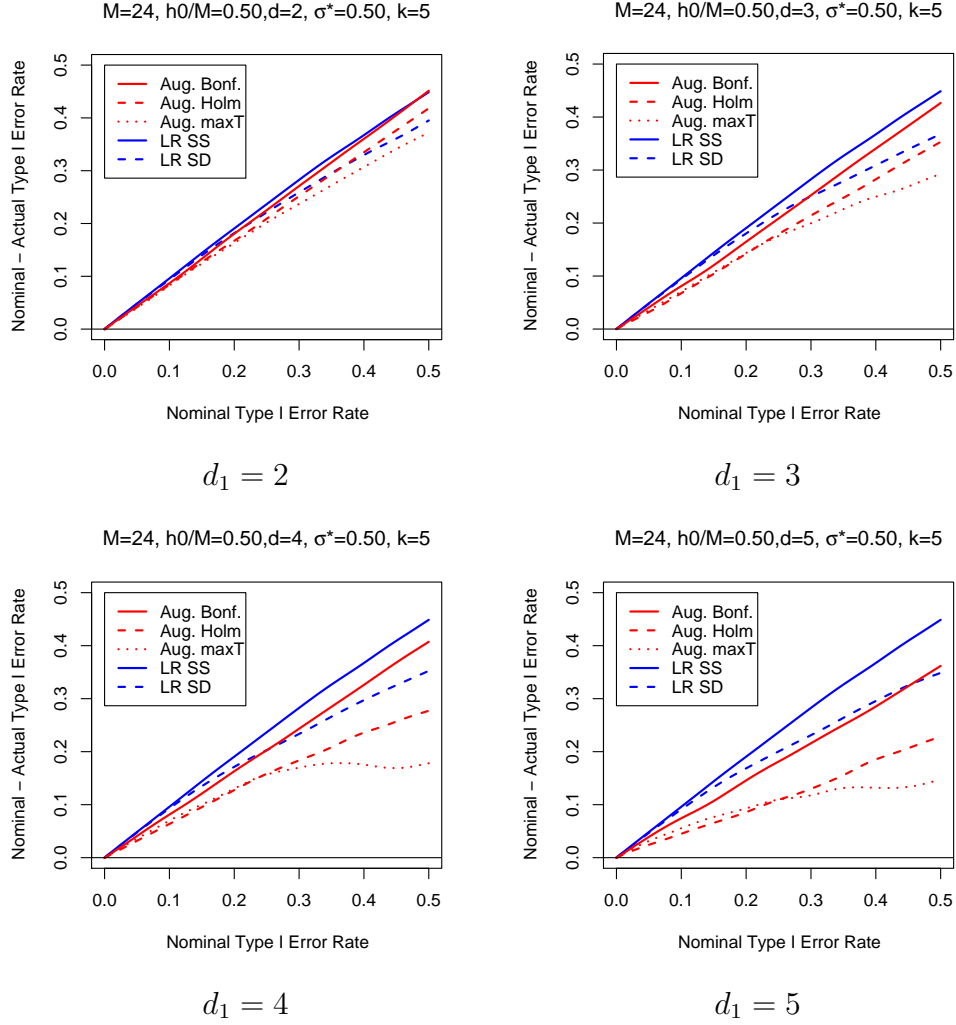 M=24, h0/M=0.50,d=2, σ*=0.50, k=5
Nominal − Actual Type I Error Rate
0.0 0.1 0.2 0.3 0.4 0.5
Aug. Bonf.
Aug. Holm
Aug. maxT
LR SS
LR SD
0.0 0.1 0.2 0.3 0.4 0.5
Nominal Type I Error Rate
d₁ = 2
M=24, h0/M=0.50,d=3, σ*=0.50, k=5
Nominal − Actual Type I Error Rate
0.0 0.1 0.2 0.3 0.4 0.5
Aug. Bonf.
Aug. Holm
Aug. maxT
LR SS
LR SD
0.0 0.1 0.2 0.3 0.4 0.5
Nominal Type I Error Rate
d₁ = 3
M=24, h0/M=0.50,d=4, σ*=0.50, k=5
Nominal − Actual Type I Error Rate
0.0 0.1 0.2 0.3 0.4 0.5
Aug. Bonf.
Aug. Holm
Aug. maxT
LR SS
LR SD
0.0 0.1 0.2 0.3 0.4 0.5
Nominal Type I Error Rate
d₁ = 4
M=24, h0/M=0.50,d=5, σ*=0.50, k=5
Nominal − Actual Type I Error Rate
0.0 0.1 0.2 0.3 0.4 0.5
Aug. Bonf.
Aug. Holm
Aug. maxT
LR SS
LR SD
0.0 0.1 0.2 0.3 0.4 0.5
Nominal Type I Error Rate
d₁ = 5